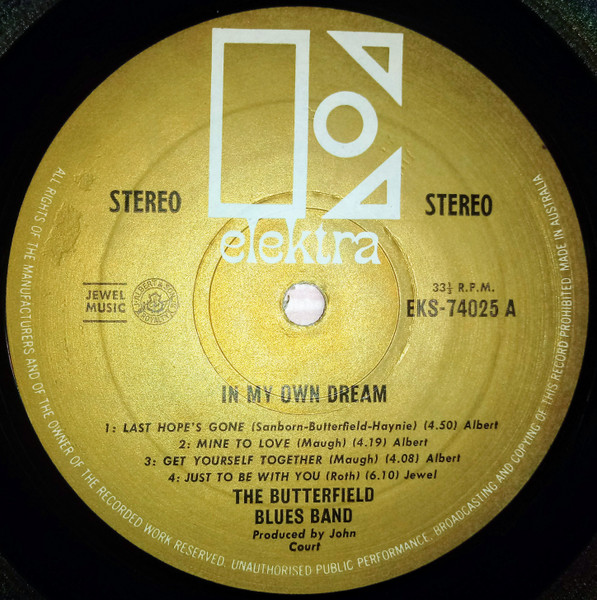 elektra
STEREO
STEREO
JEWEL
MUSIC
33⅓ R.P.M.
EKS-74025 A
IN MY OWN DREAM
1: LAST HOPE'S GONE (Sanborn-Butterfield-Haynie) (4.50) Albert
2: MINE TO LOVE (Maugh) (4.19) Albert
3: GET YOURSELF TOGETHER (Maugh) (4.08) Albert
4: JUST TO BE WITH YOU (Roth) (6.10) Jewel
THE BUTTERFIELD
BLUES BAND
Produced by John
Court
ALL RIGHTS OF THE MANUFACTURERS AND OF THE OWNER OF THE RECORDED WORK RESERVED. UNAUTHORISED PUBLIC PERFORMANCE, BROADCASTING AND COPYING OF THIS RECORD PROHIBITED. MADE IN AUSTRALIA